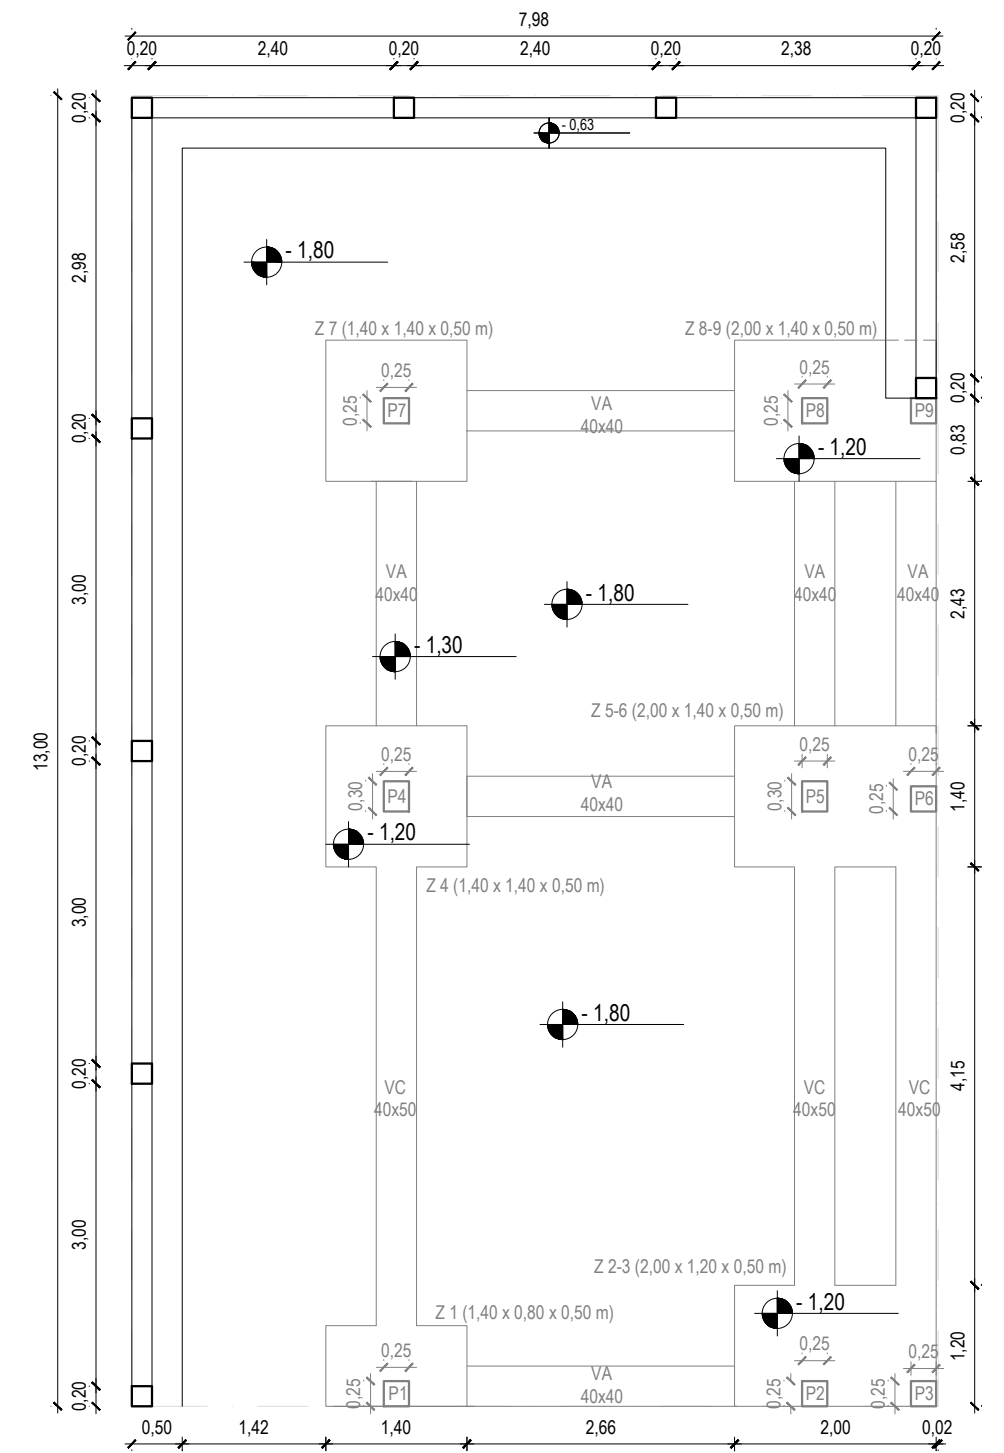 7,98
0,20 2,40 0,20 2,40 0,20 2,38 0,20
0,20
0,20
- 0,63
2,98
2,58
- 1,80
Z 7 (1,40 x 1,40 x 0,50 m)
Z 8-9 (2,00 x 1,40 x 0,50 m)
0,25
0,25
0,25
0,25
P7
P8
P9
VA
40x40
0,20
0,20
0,83
- 1,20
3,00
VA
40x40
VA
40x40
VA
40x40
2,43
- 1,80
- 1,30
Z 5-6 (2,00 x 1,40 x 0,50 m)
13,00
0,20
0,25
0,25
0,25
0,30
0,30
0,25
P4
P5
P6
VA
40x40
1,40
- 1,20
Z 4 (1,40 x 1,40 x 0,50 m)
3,00
- 1,80
0,20
VC
40x50
VC
40x50
VC
40x50
4,15
3,00
Z 2-3 (2,00 x 1,20 x 0,50 m)
- 1,20
Z 1 (1,40 x 0,80 x 0,50 m)
0,25
0,25
0,25
0,25
0,25
0,25
P1
P2
P3
VA
40x40
1,20
0,20
0,50 1,42 1,40 2,66 2,00 0,02